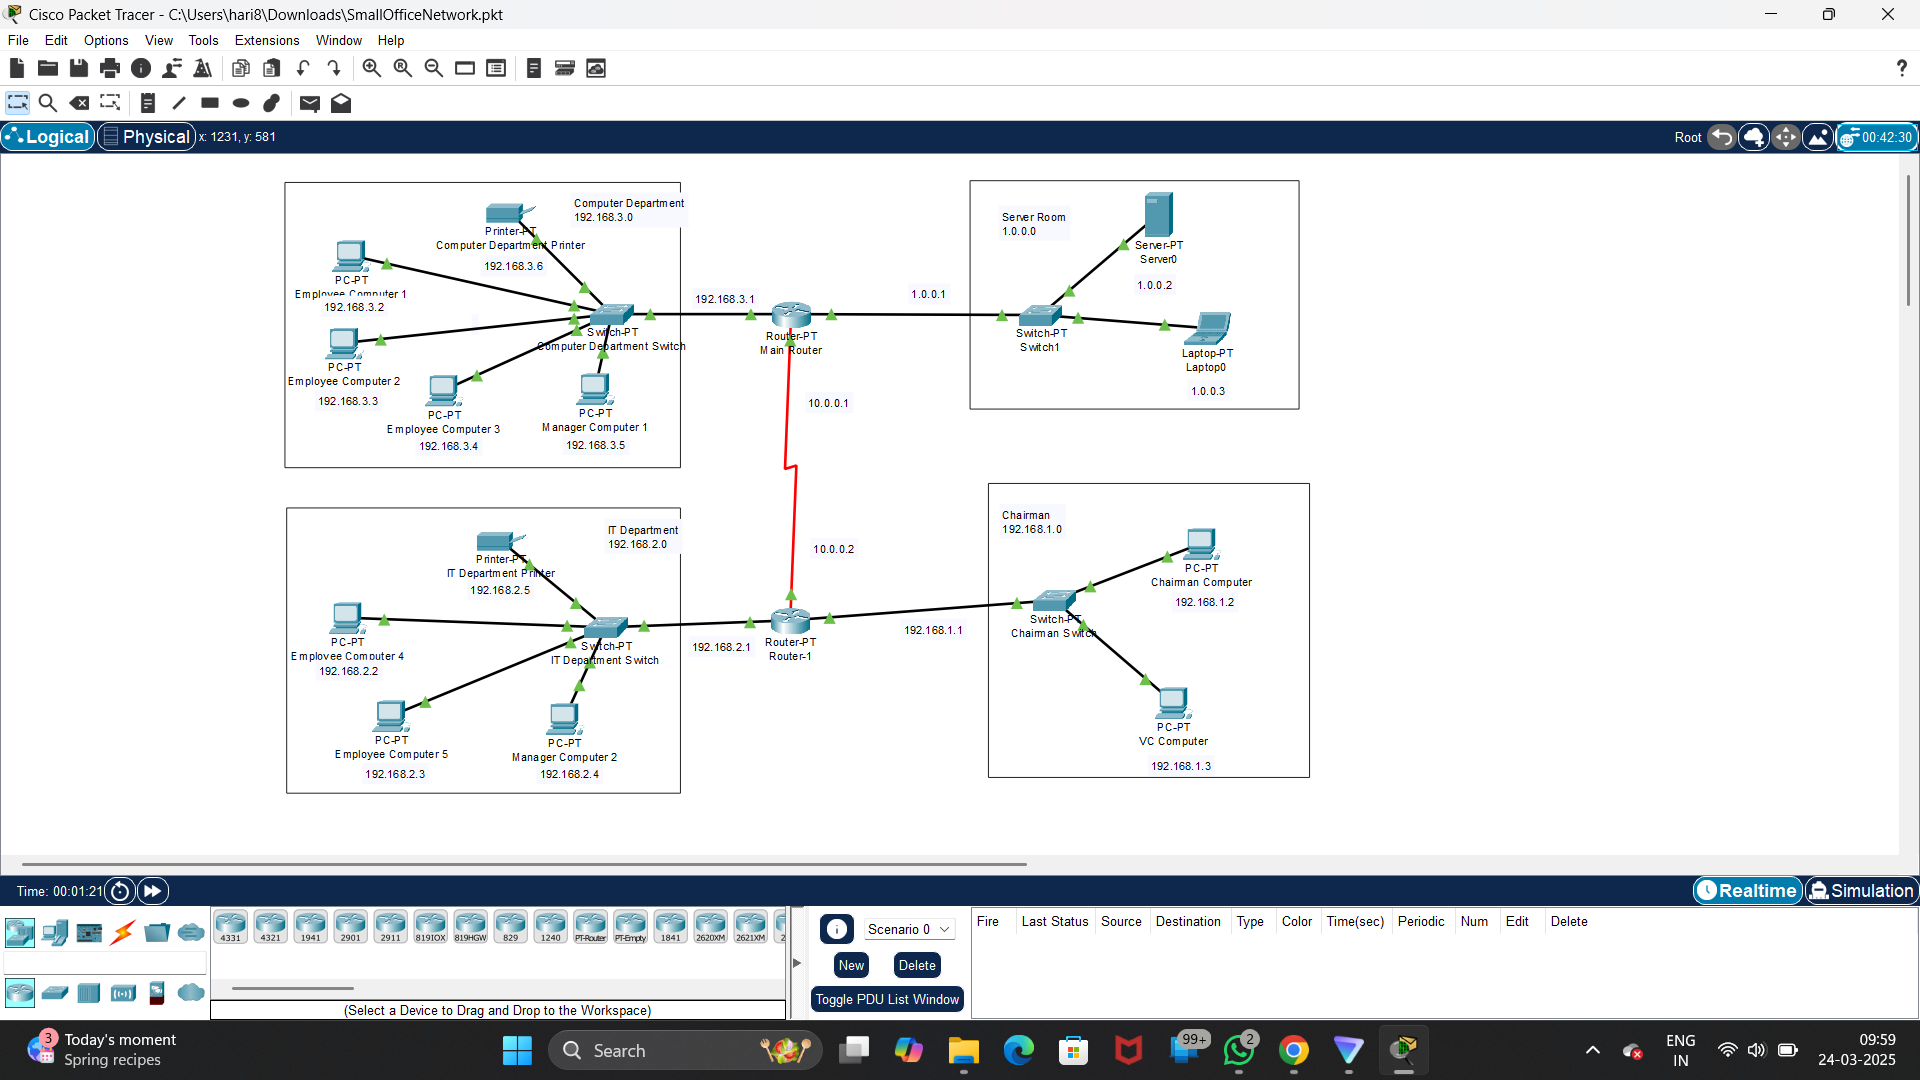 Cisco Packet Tracer - C:\Users\hari8\Downloads\SmallOfficeNetwork.pkt
File Edit Options View Tools Extensions Window Help
?
Logical Physical x: 1231, y: 581
Root 00:42:30
Computer Department
192.168.3.0
Printer-PT
Computer Department Printer
192.168.3.6
PC-PT
Employee Computer 1
192.168.3.2
PC-PT
Employee Computer 2
192.168.3.3
PC-PT
Employee Computer 3
192.168.3.4
Switch-PT
Computer Department Switch
PC-PT
Manager Computer 1
192.168.3.5
192.168.3.1
Router-PT
Main Router
1.0.0.1
10.0.0.1
Server Room
1.0.0.0
Server-PT
Server0
1.0.0.2
Switch-PT
Switch1
Laptop-PT
Laptop0
1.0.0.3
IT Department
192.168.2.0
Printer-PT
IT Department Printer
192.168.2.5
PC-PT
Employee Computer 4
192.168.2.2
Switch-PT
IT Department Switch
PC-PT
Employee Computer 5
192.168.2.3
PC-PT
Manager Computer 2
192.168.2.4
10.0.0.2
192.168.2.1
Router-PT
Router-1
192.168.1.1
Chairman
192.168.1.0
PC-PT
Chairman Computer
192.168.1.2
Switch-PT
Chairman Switch
PC-PT
VC Computer
192.168.1.3
Time: 00:01:21
Realtime Simulation
4331 4321 1941 2901 2911 819IOX 819HGW 829 1240 PT-Router PT-Empty 1841 2620XM 2621XM 2
(Select a Device to Drag and Drop to the Workspace)
Scenario 0
New Delete
Toggle PDU List Window
Fire Last Status Source Destination Type Color Time(sec) Periodic Num Edit Delete
3
Today's moment
Spring recipes
Search
99+
2
ENG
IN
09:59
24-03-2025